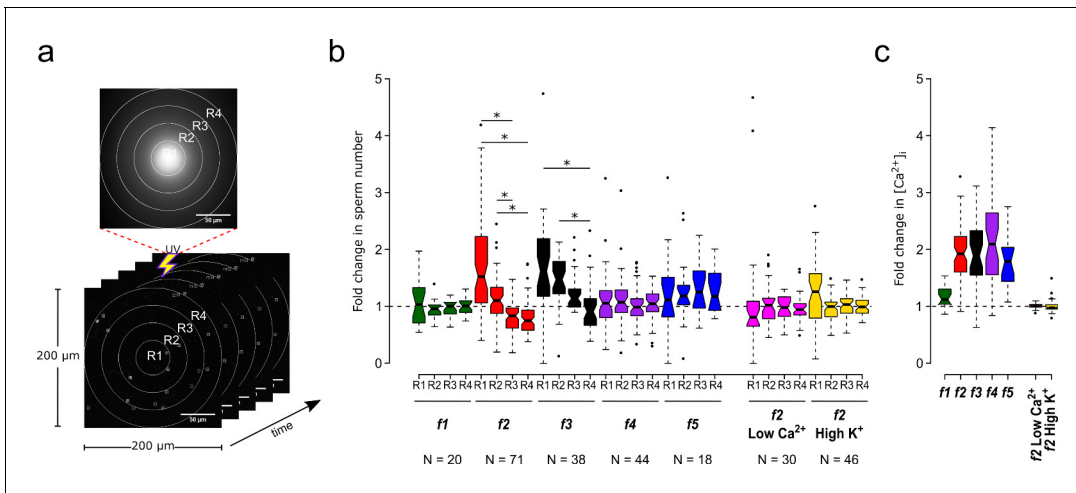 a
R4
R3
R2
R1
50 µm
UV
R4
R3
R2
R1
50 µm
200 µm
200 µm
time
b
Fold change in sperm number
5
4
3
2
1
0
* * * * * *
R1 R2 R3 R4 R1 R2 R3 R4 R1 R2 R3 R4 R1 R2 R3 R4 R1 R2 R3 R4 R1 R2 R3 R4 R1 R2 R3 R4
f1 f2 f3 f4 f5 f2 Low Ca²⁺ f2 High K⁺
N = 20 N = 71 N = 38 N = 44 N = 18 N = 30 N = 46
c
Fold change in [Ca²⁺]i
5
4
3
2
1
0
f1 f2 f3 f4 f5
f2 Low Ca²⁺
f2 High K⁺